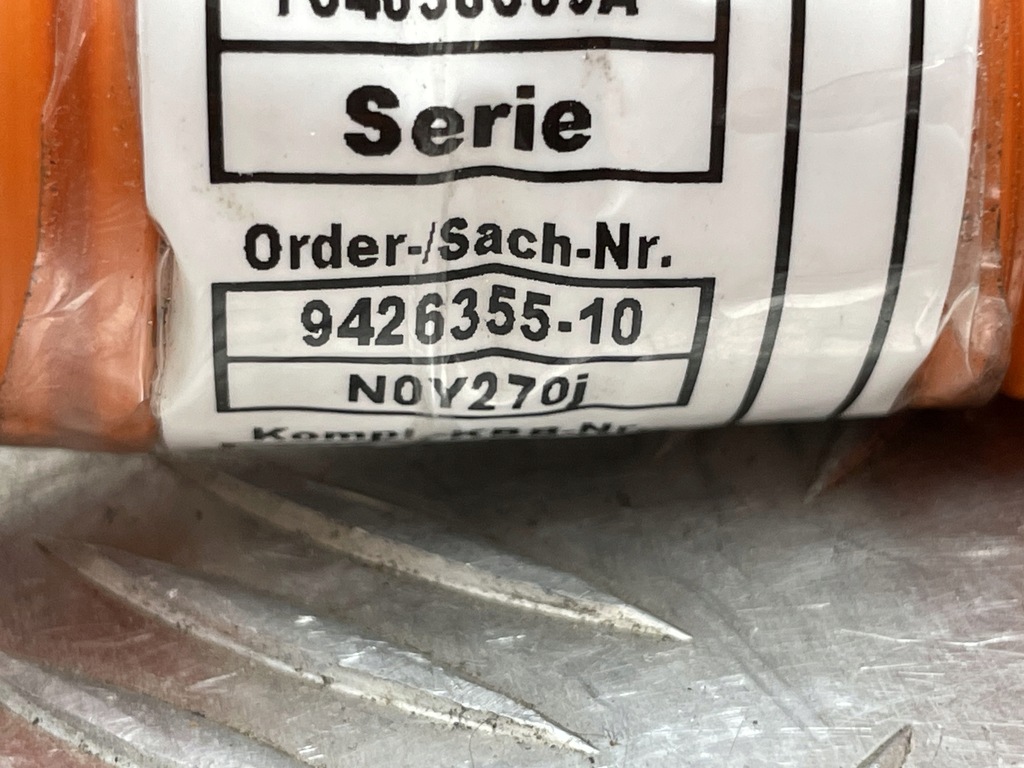 Serie
Order-/Sach-Nr.
9426355-10
N0Y270j